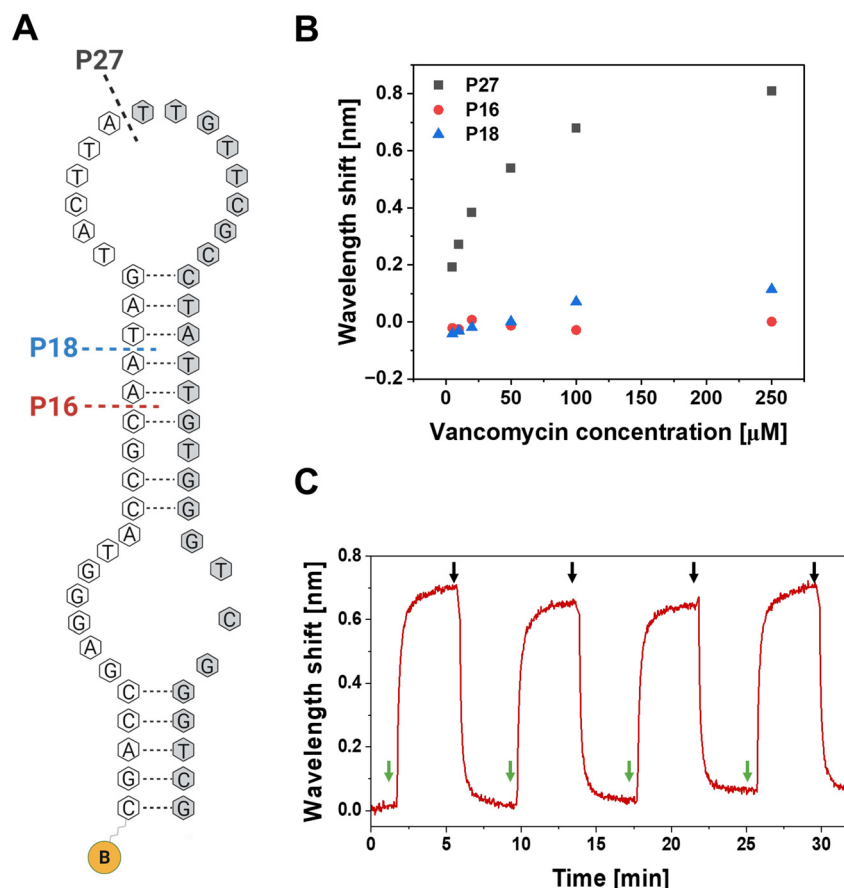 A
P27
A T T G
T T
T T
C C
A G
T C
G C
A T
T A
P18
A T
A T
P16
C G
G T
C G
C G
A G
T
G T
G
G C
A
G G
C G
C G
A T
G C
C G
B
B
P27
P16
P18
0.8
0.6
0.4
0.2
0.0
−0.2
Wavelength shift [nm]
0 50 100 150 200 250
Vancomycin concentration [μM]
C
0.8
0.6
0.4
0.2
0.0
Wavelength shift [nm]
0 5 10 15 20 25 30
Time [min]